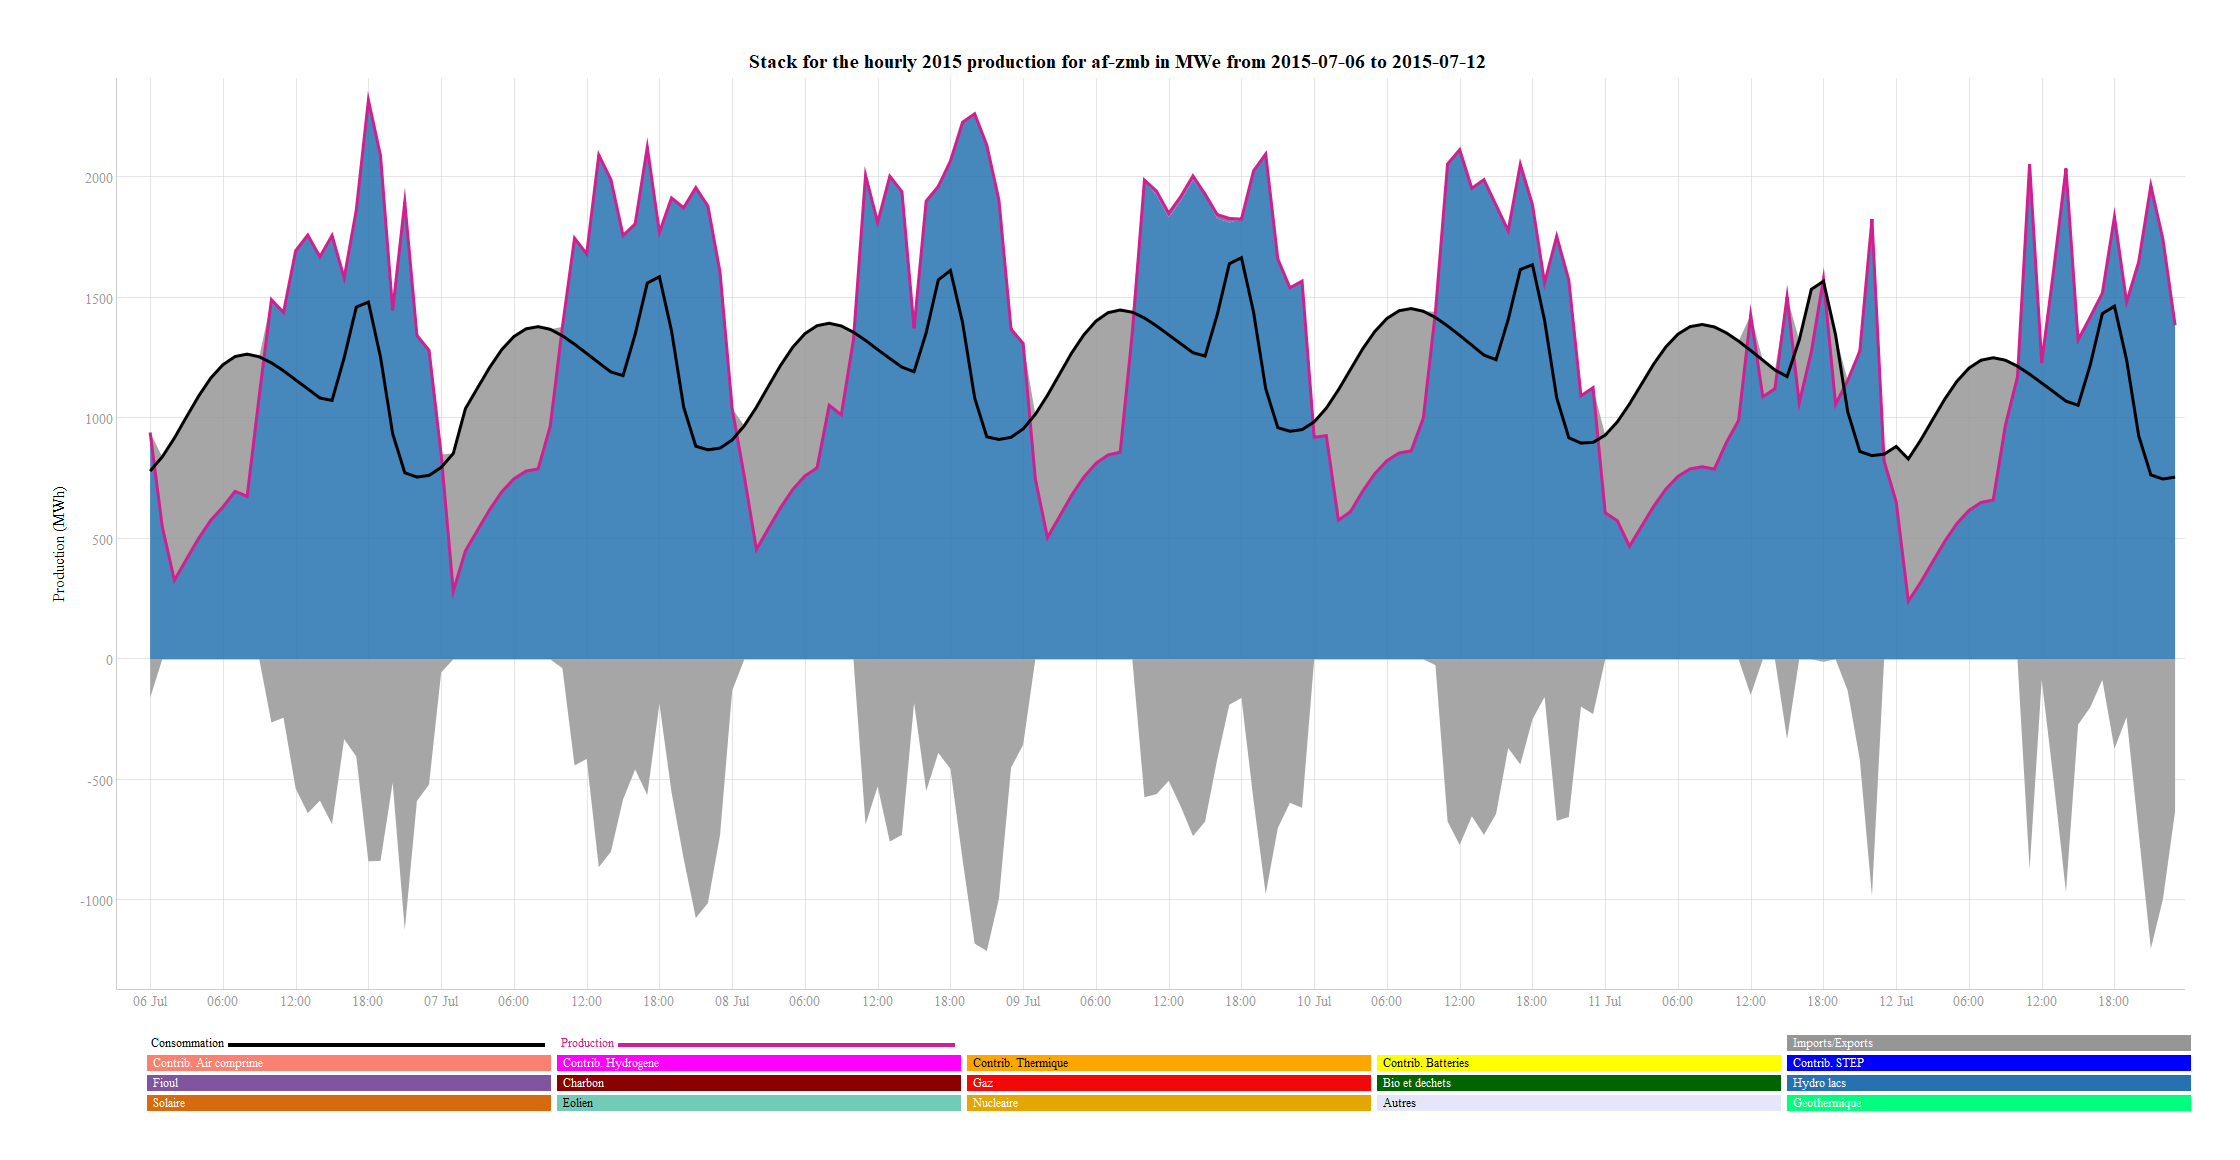 Stack for the hourly 2015 production for af-zmb in MWe from 2015-07-06 to 2015-07-12
Production (MWh)
2000
1500
1000
500
0
-500
-1000
06 Jul 06:00 12:00 18:00 07 Jul 06:00 12:00 18:00 08 Jul 06:00 12:00 18:00 09 Jul 06:00 12:00 18:00 10 Jul 06:00 12:00 18:00 11 Jul 06:00 12:00 18:00 12 Jul 06:00 12:00 18:00
Consommation Production Imports/Exports
Contrib. Air comprime Contrib. Hydrogene Contrib. Thermique Contrib. Batteries Contrib. STEP
Fioul Charbon Gaz Bio et dechets Hydro lacs
Solaire Eolien Nucleaire Autres Geothermique